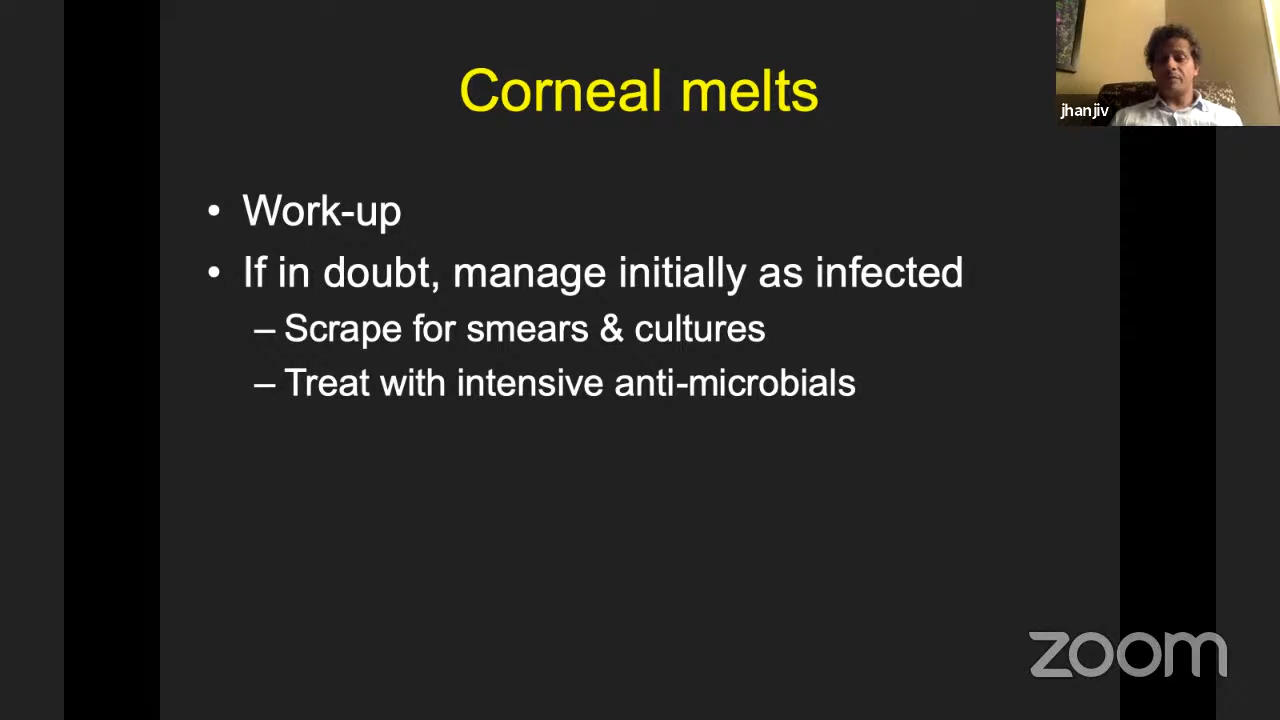 Corneal melts
jhanjiv
• Work-up
• If in doubt, manage initially as infected
– Scrape for smears & cultures
– Treat with intensive anti-microbials
zoom